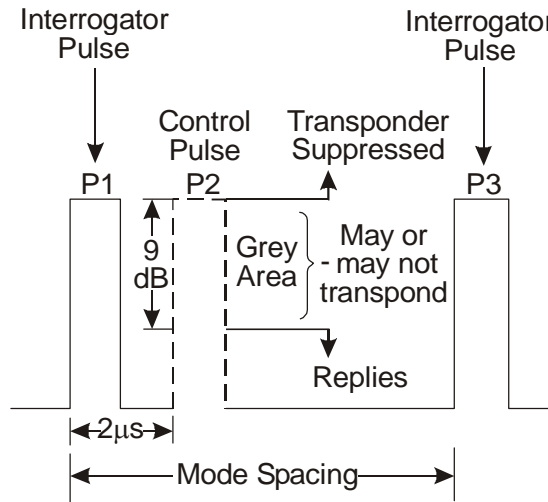 Interrogator
Pulse
Interrogator
Pulse
Control
Pulse
Transponder
Suppressed
P1
P2
P3
9
dB
Grey
Area
May or
- may not
transpond
Replies
2μs
Mode Spacing